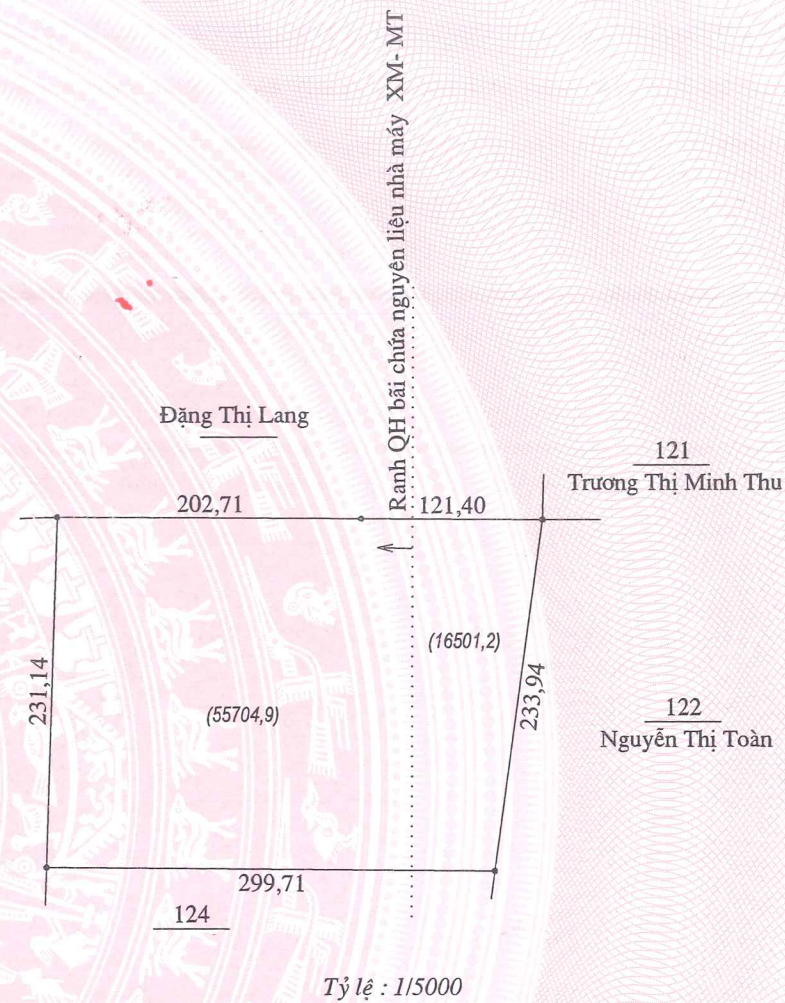 Ranh QH bãi chứa nguyên liệu nhà máy XM- MT
Đặng Thị Lang
121
Trương Thị Minh Thu
202,71
121,40
(16501,2)
231,14
(55704,9)
233,94
122
Nguyễn Thị Toàn
299,71
124
Tỷ lệ : 1/5000